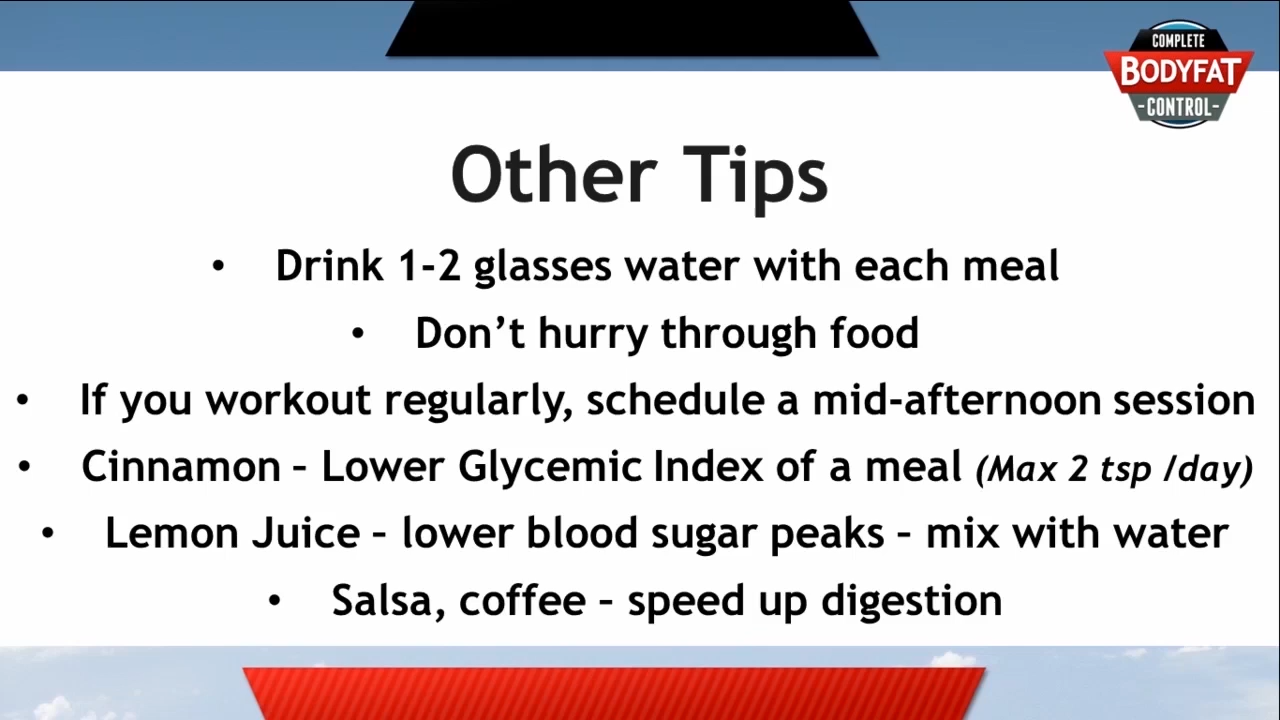 COMPLETE
BODYFAT
-CONTROL-
Other Tips
• Drink 1-2 glasses water with each meal
• Don’t hurry through food
• If you workout regularly, schedule a mid-afternoon session
• Cinnamon – Lower Glycemic Index of a meal (Max 2 tsp /day)
• Lemon Juice – lower blood sugar peaks – mix with water
• Salsa, coffee – speed up digestion